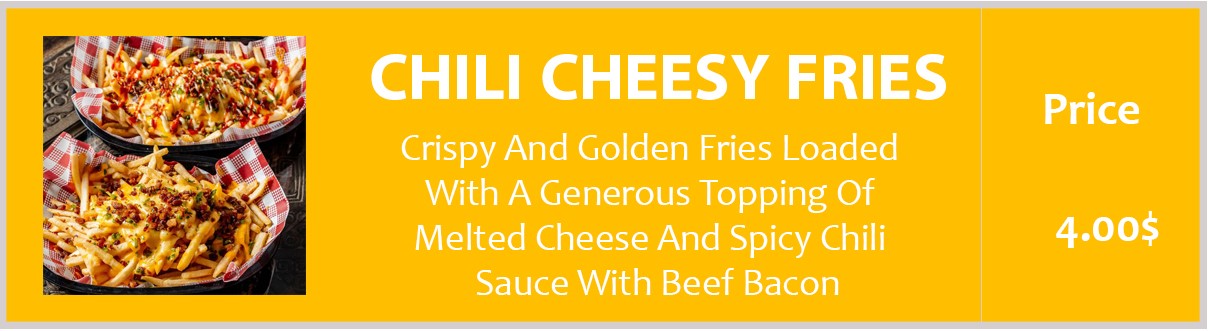 CHILI CHEESY FRIES
Crispy And Golden Fries Loaded
With A Generous Topping Of
Melted Cheese And Spicy Chili
Sauce With Beef Bacon
Price
4.00$